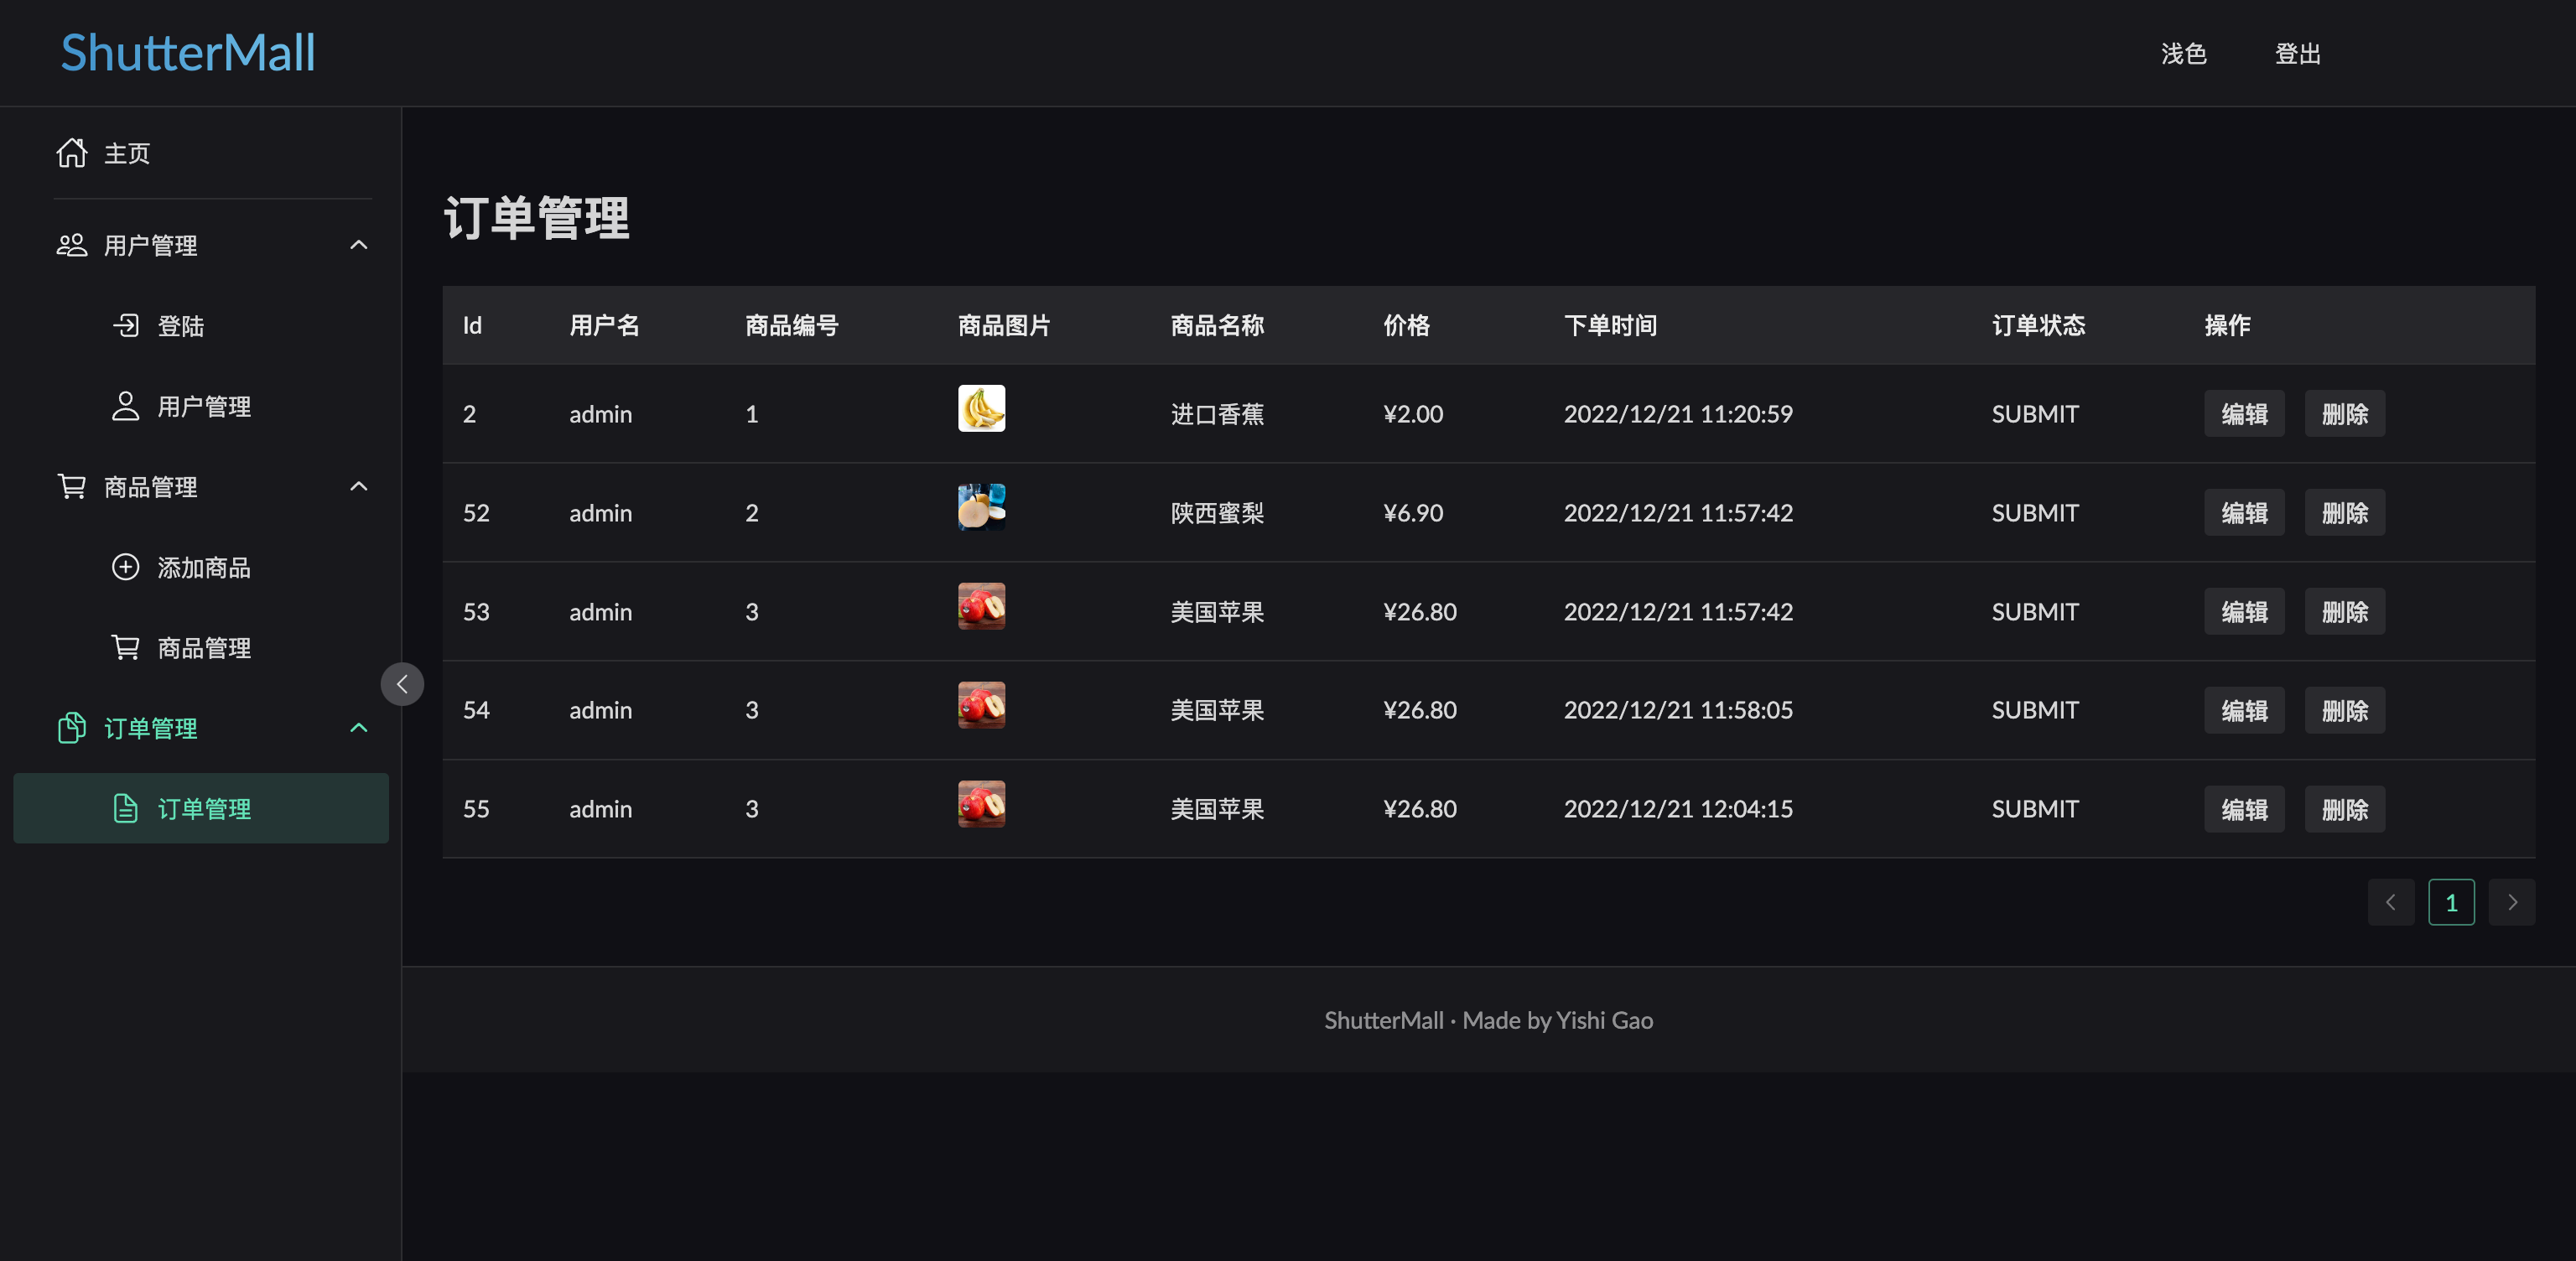 ShutterMall
浅色 登出
主页
用户管理
登陆
用户管理
商品管理
添加商品
商品管理
订单管理
订单管理
订单管理
Id 用户名 商品编号 商品图片 商品名称 价格 下单时间 订单状态 操作
2 admin 1 进口香蕉 ¥2.00 2022/12/21 11:20:59 SUBMIT 编辑 删除
52 admin 2 陕西蜜梨 ¥6.90 2022/12/21 11:57:42 SUBMIT 编辑 删除
53 admin 3 美国苹果 ¥26.80 2022/12/21 11:57:42 SUBMIT 编辑 删除
54 admin 3 美国苹果 ¥26.80 2022/12/21 11:58:05 SUBMIT 编辑 删除
55 admin 3 美国苹果 ¥26.80 2022/12/21 12:04:15 SUBMIT 编辑 删除
1
ShutterMall · Made by Yishi Gao